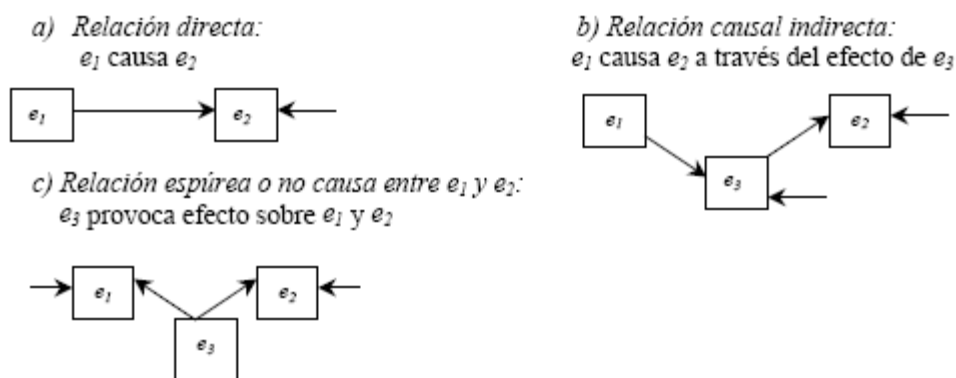 a) Relación directa:
e1 causa e2
e1
e2
b) Relación causal indirecta:
e1 causa e2 a través del efecto de e3
e1
e2
e3
c) Relación espúrea o no causa entre e1 y e2:
e3 provoca efecto sobre e1 y e2
e1
e2
e3